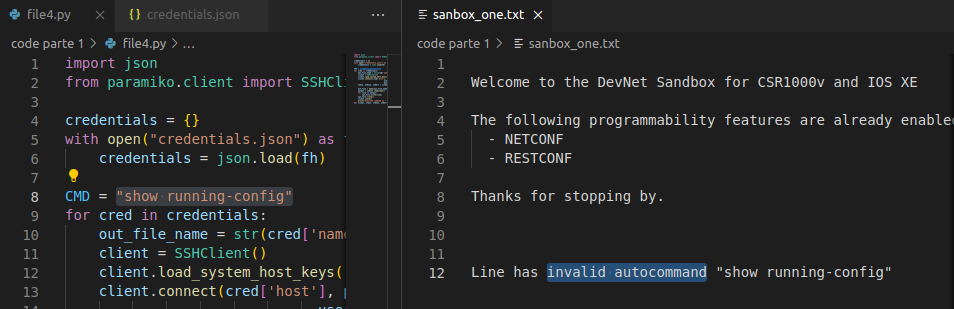 file4.py
credentials.json
sanbox_one.txt
code parte 1 > file4.py > ...
code parte 1 > sanbox_one.txt
1 import json
2 from paramiko.client import SSHCli
3
4 credentials = {}
5 with open("credentials.json") as
6 credentials = json.load(fh)
7
8 CMD = "show running-config"
9 for cred in credentials:
10 out_file_name = str(cred['name
11 client = SSHClient()
12 client.load_system_host_keys(
13 client.connect(cred['host'],
1
2 Welcome to the DevNet Sandbox for CSR1000v and IOS XE
3
4 The following programmability features are already enabled
5 - NETCONF
6 - RESTCONF
7
8 Thanks for stopping by.
9
10
11
12 Line has invalid autocommand "show running-config"